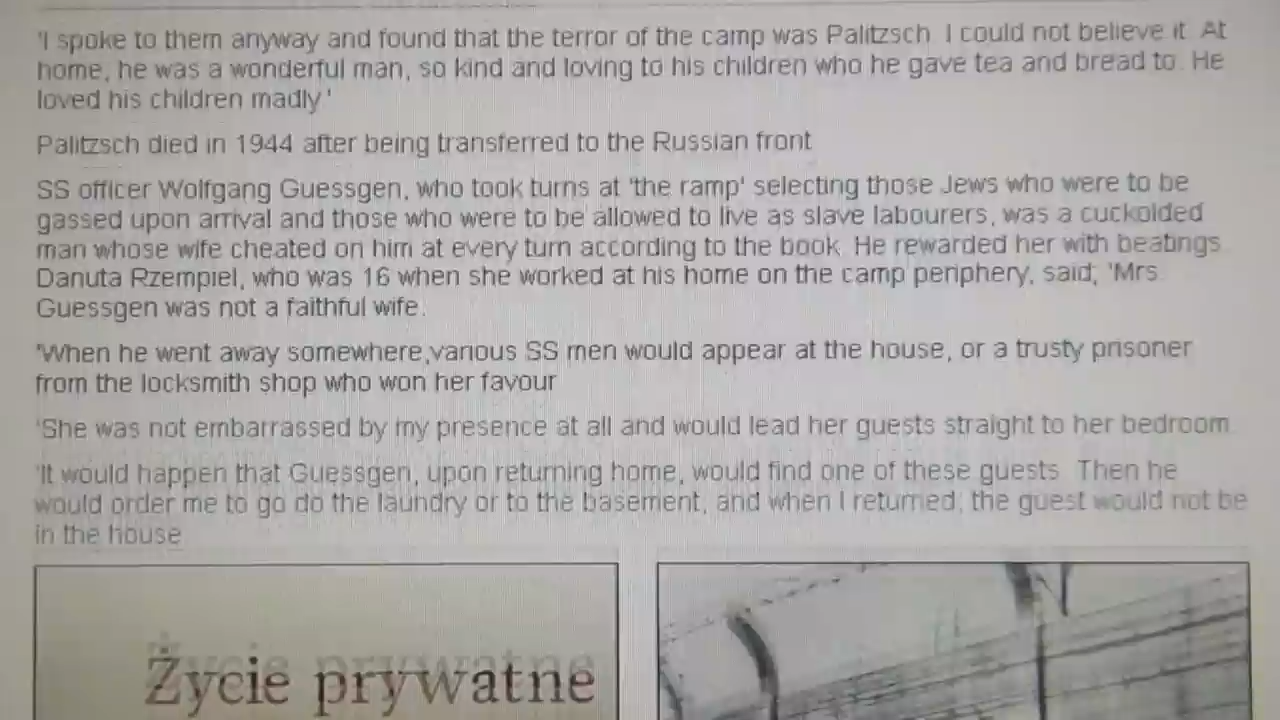 'I spoke to them anyway and found that the terror of the camp was Palitzsch. I could not believe it. At
home, he was a wonderful man, so kind and loving to his children who he gave tea and bread to. He
loved his children madly.'
Palitzsch died in 1944 after being transferred to the Russian front
SS officer Wolfgang Guessgen, who took turns at 'the ramp' selecting those Jews who were to be
gassed upon arrival and those who were to be allowed to live as slave labourers, was a cuckolded
man whose wife cheated on him at every turn according to the book. He rewarded her with beatings.
Danuta Rzempiel, who was 16 when she worked at his home on the camp periphery, said; 'Mrs.
Guessgen was not a faithful wife.
'When he went away somewhere,various SS men would appear at the house, or a trusty prisoner
from the locksmith shop who won her favour
'She was not embarrassed by my presence at all and would lead her guests straight to her bedroom.
'It would happen that Guessgen, upon returning home, would find one of these guests. Then he
would order me to go do the laundry or to the basement, and when I returned, the guest would not be
in the house
Życie prywatne